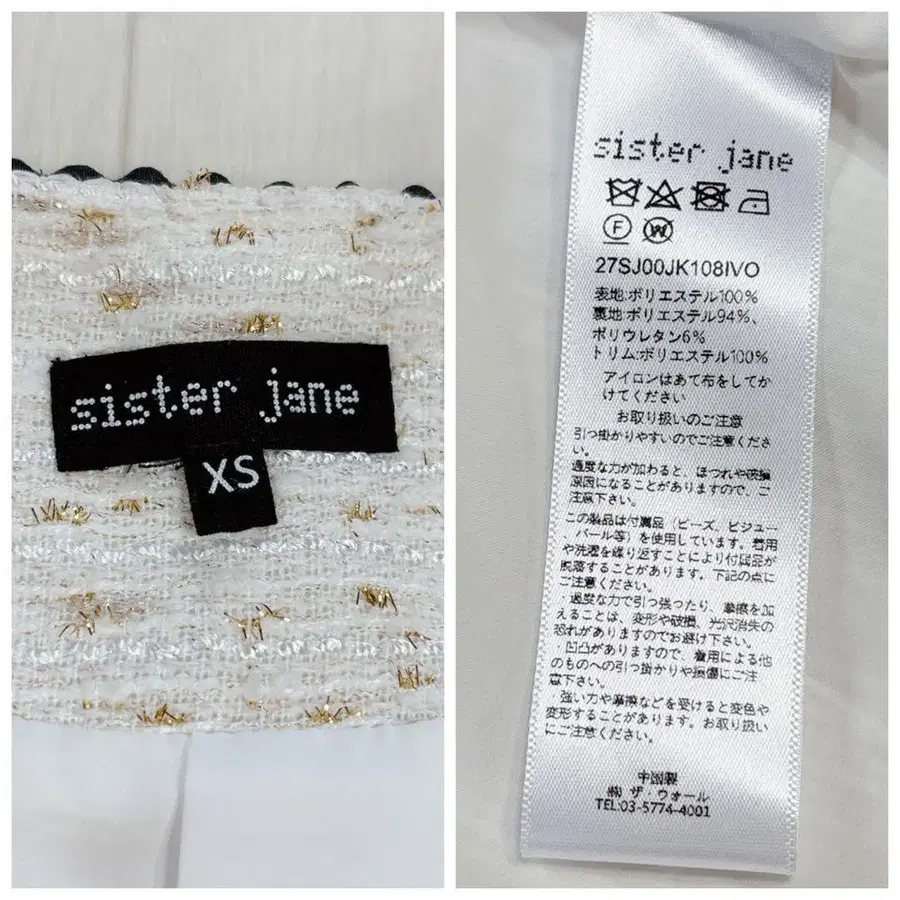 sister jane
XS
sister jane
F
W
27SJ00JK108IVO
表地:ポリエステル100%
裏地:ポリエステル94%、
ポリウレタン6%
トリム:ポリエステル100%
アイロンはあて布をしてか
けてください
お取り扱いのご注意
引っ掛かりやすいのでご注意くださ
い。
過度な力が加わると、ほつれや破損
原因になることがありますので、ご
注意下さい。
この製品は付属品（ビーズ、ビジュー
パール等）を使用しています。着用
や洗濯を繰り返すことにより付属品が
脱落することがあります。下記の点に
ご注意ください。
・過度な力で引っ張ったり、摩擦を加
えることは、変形や破損、光沢消失の
恐れがありますのでお避け下さい。
・凹凸がありますので、着用による他
のものへの引っ掛かりや損傷にご注
意下さい。
強い力や摩擦などを受けると変色や
変形することがあります。お取り扱い
にご注意ください。
中国製
㈱ ザ・ウォール
TEL:03-5774-4001